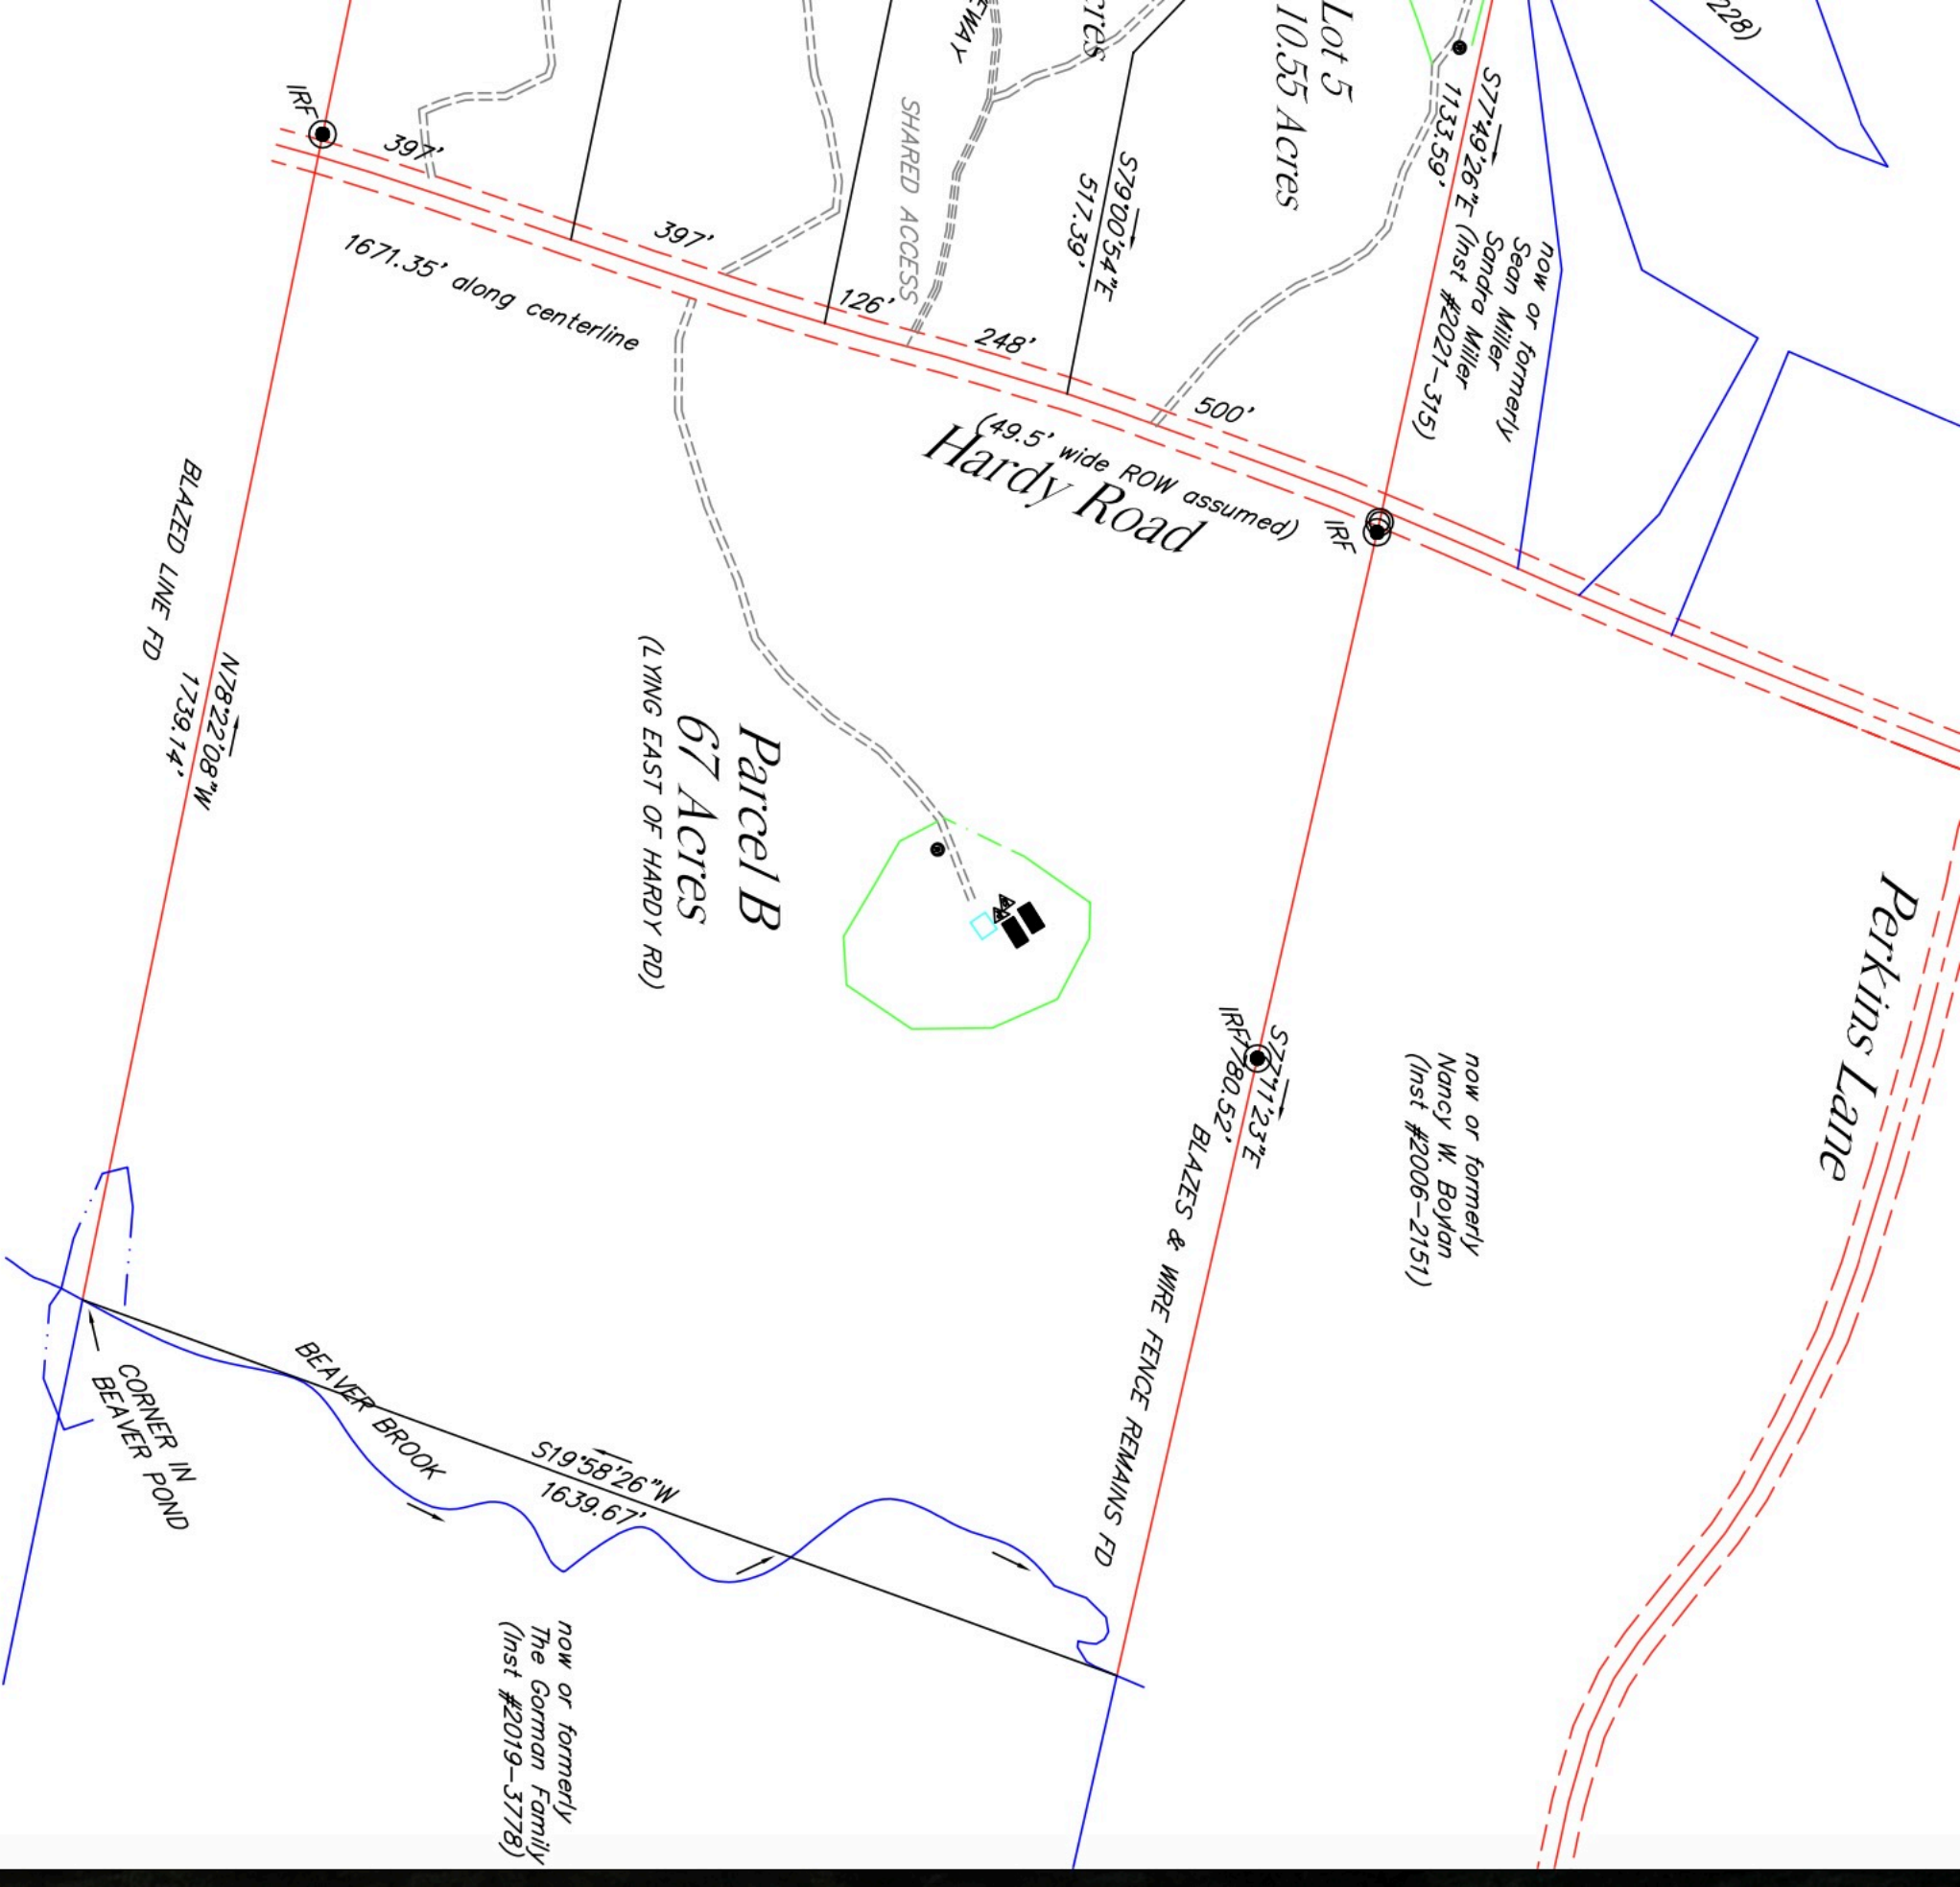 228)
EWAY
cres
Lot 5
10.55 Acres
IRF
397'
SHARED ACCESS
S79°00'54"E
517.39'
S77°49'26"E
1133.59'
now or formerly
Sean Miller
Sandra Miller
(Inst #2021-315)
397'
126'
248'
500'
1671.35' along centerline
(49.5' wide ROW assumed)
Hardy Road
IRF
BLAZED LINE FD
N78°22'08"W
1739.14'
Parcel B
67 Acres
(LYING EAST OF HARDY RD)
Perkins Lane
IRF
S77°11'23"E
1780.52'
now or formerly
Nancy W. Boylan
(Inst #2006-2151)
BLAZES & WIRE FENCE REMAINS FD
CORNER IN
BEAVER POND
BEAVER BROOK
S19°58'26"W
1639.67'
now or formerly
The Gorman Family
(Inst #2019-3778)